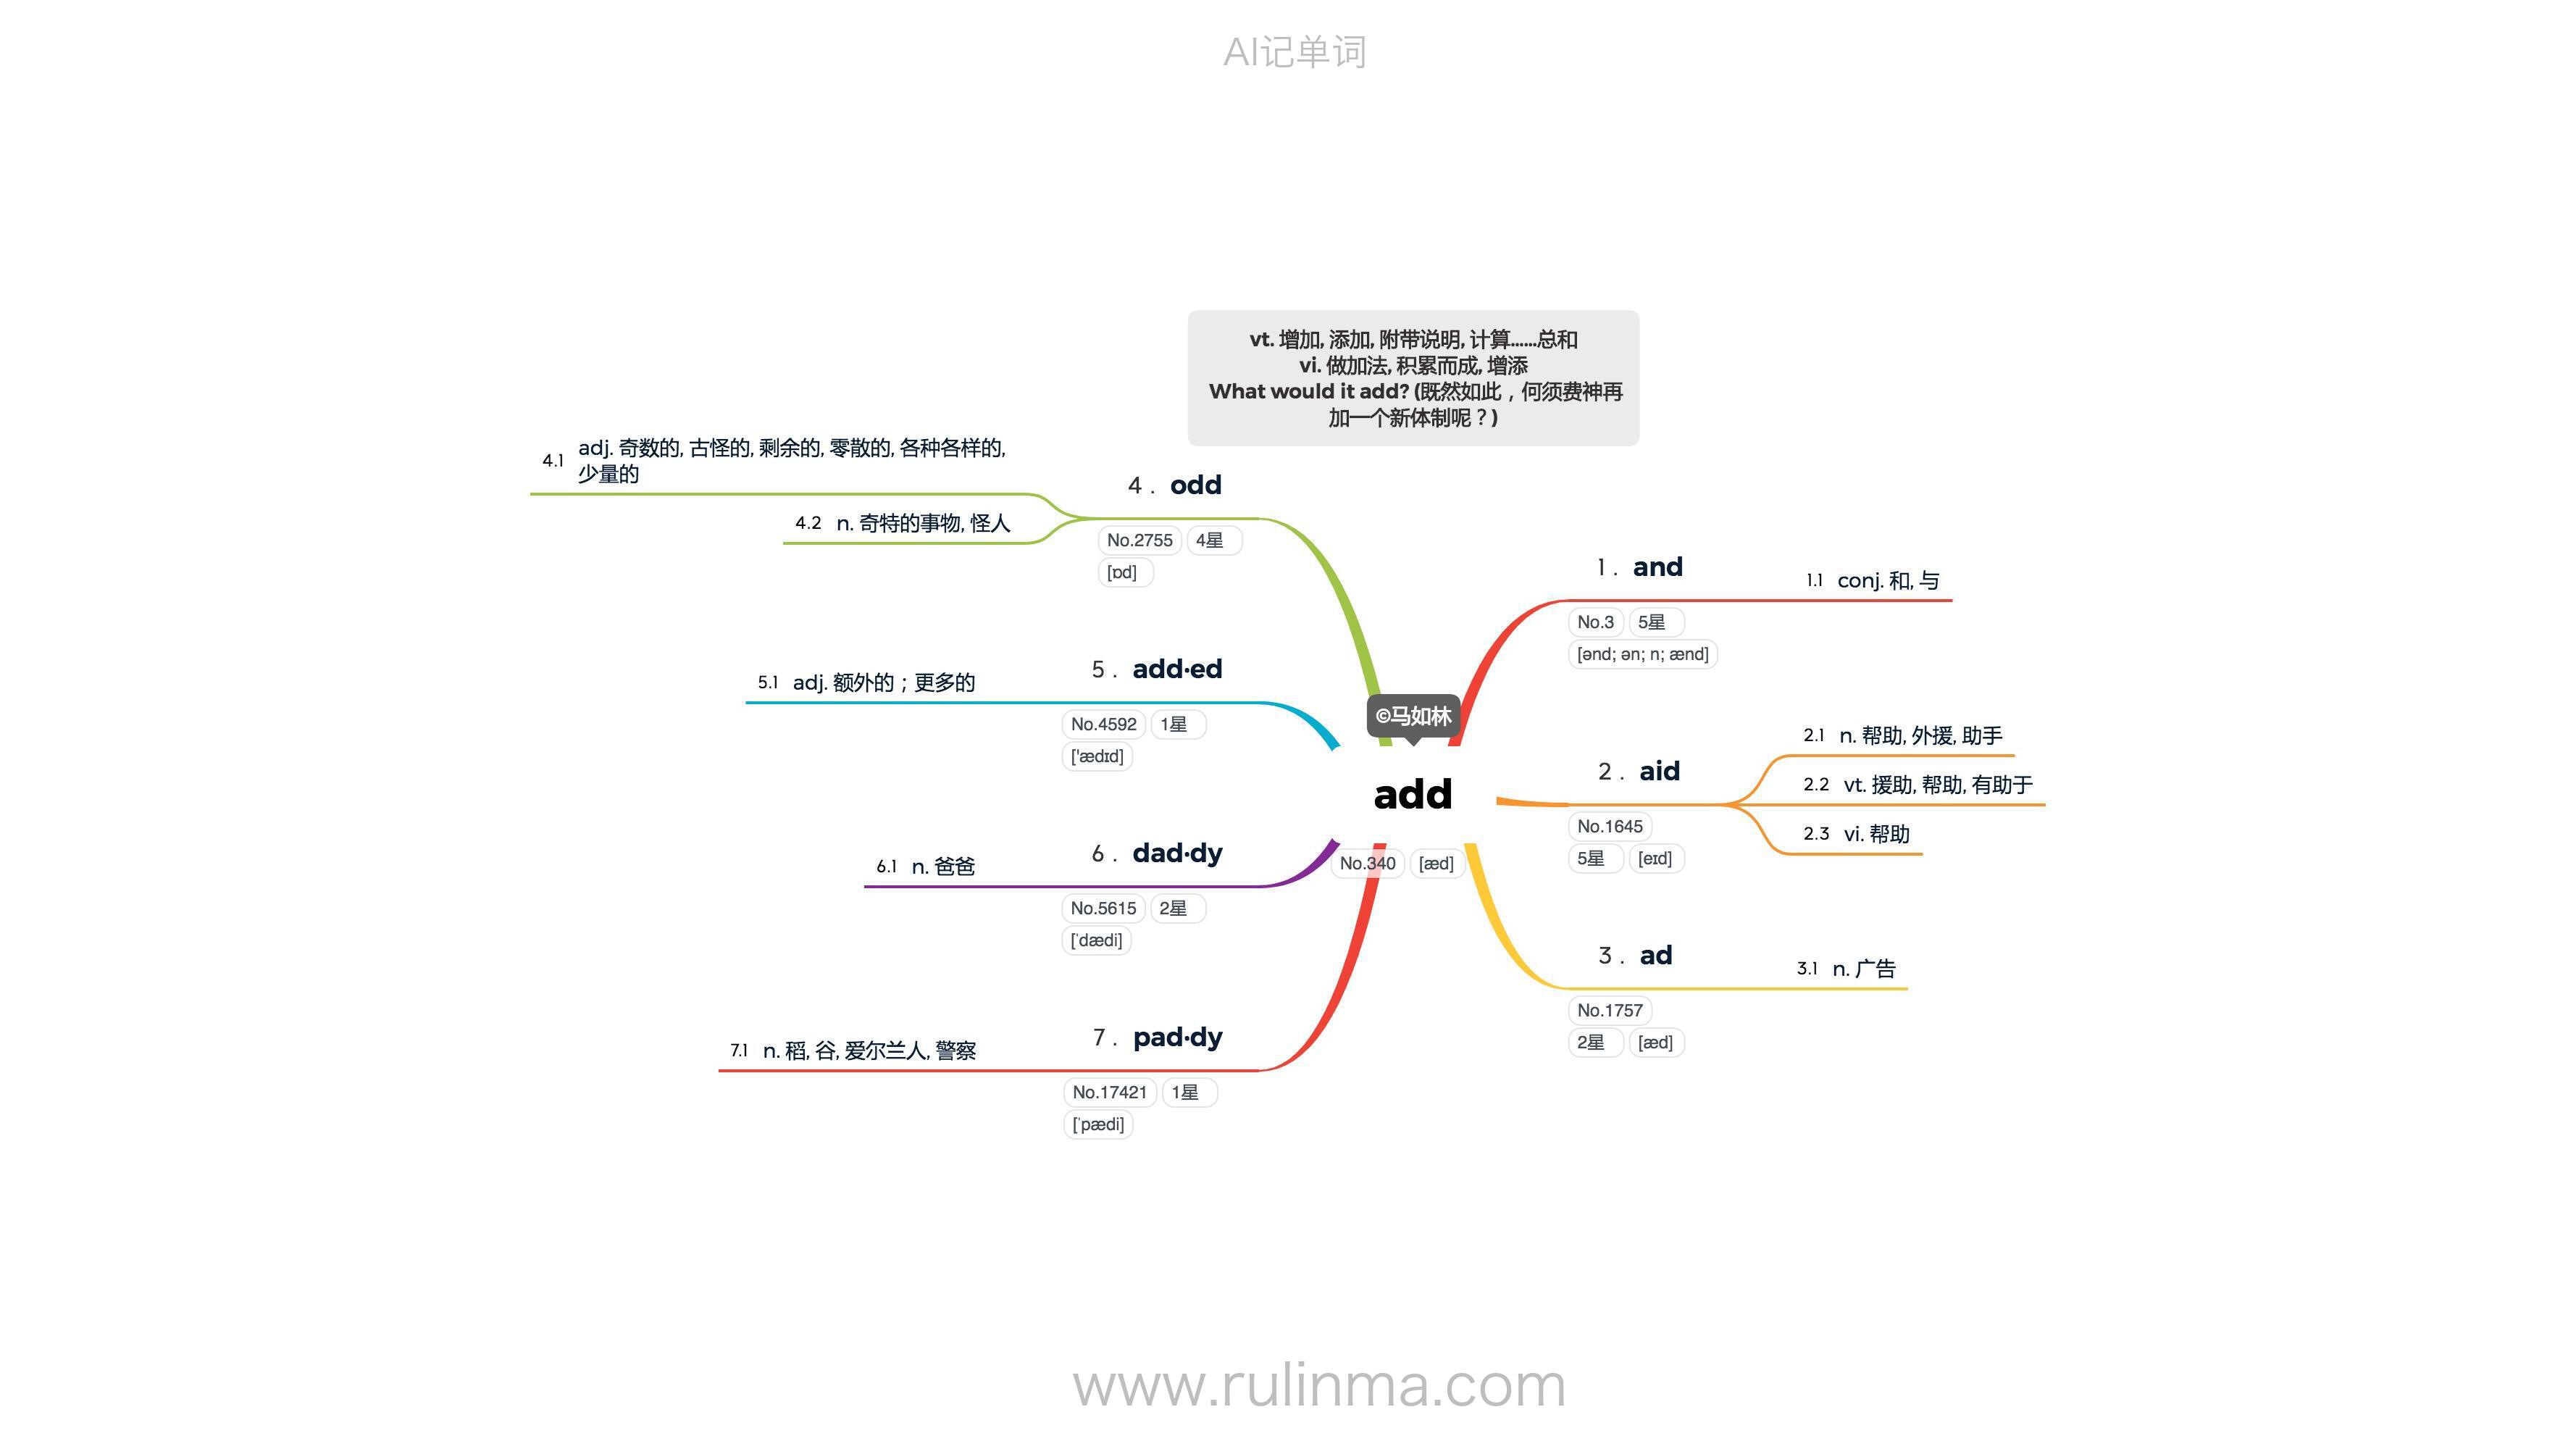 AI记单词
vt. 增加, 添加, 附带说明, 计算……总和
vi. 做加法, 积累而成, 增添
What would it add? (既然如此，何须费神再
加一个新体制呢？)
©马如林
add
No.340 [æd]
1 . and
No.3 5星
[ənd; ən; n; ænd]
1.1 conj. 和, 与
2 . aid
No.1645
5星 [eɪd]
2.1 n. 帮助, 外援, 助手
2.2 vt. 援助, 帮助, 有助于
2.3 vi. 帮助
3 . ad
No.1757
2星 [æd]
3.1 n. 广告
4 . odd
No.2755 4星
[ɒd]
4.1 adj. 奇数的, 古怪的, 剩余的, 零散的, 各种各样的,
少量的
4.2 n. 奇特的事物, 怪人
5 . add·ed
No.4592 1星
['ædɪd]
5.1 adj. 额外的；更多的
6 . dad·dy
No.5615 2星
[ˈdædi]
6.1 n. 爸爸
7 . pad·dy
No.17421 1星
[ˈpædi]
7.1 n. 稻, 谷, 爱尔兰人, 警察
www.rulinma.com